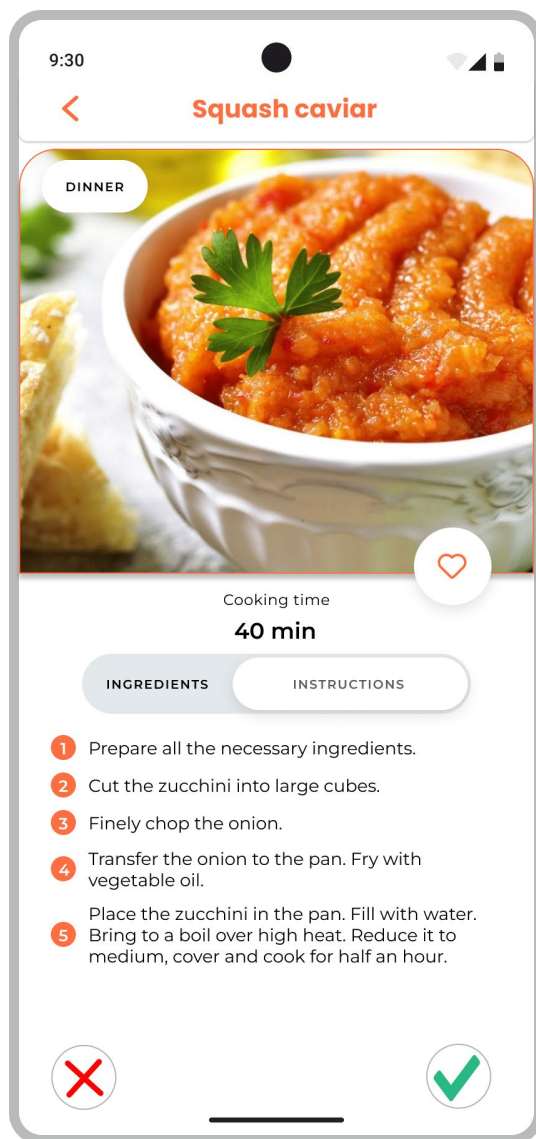 9:30
Squash caviar
DINNER
Cooking time
40 min
INGREDIENTS
INSTRUCTIONS
1 Prepare all the necessary ingredients.
2 Cut the zucchini into large cubes.
3 Finely chop the onion.
4 Transfer the onion to the pan. Fry with
vegetable oil.
5 Place the zucchini in the pan. Fill with water.
Bring to a boil over high heat. Reduce it to
medium, cover and cook for half an hour.